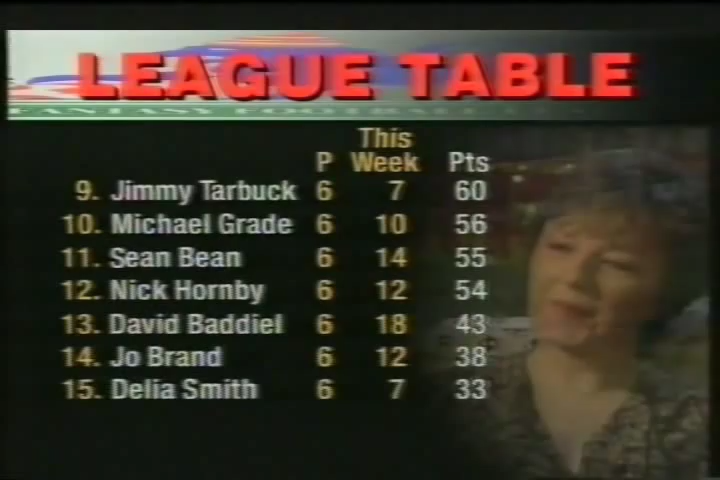 LEAGUE TABLE
FANTASY FOOTBALL
This
P Week Pts
9. Jimmy Tarbuck 6 7 60
10. Michael Grade 6 10 56
11. Sean Bean 6 14 55
12. Nick Hornby 6 12 54
13. David Baddiel 6 18 43
14. Jo Brand 6 12 38
15. Delia Smith 6 7 33